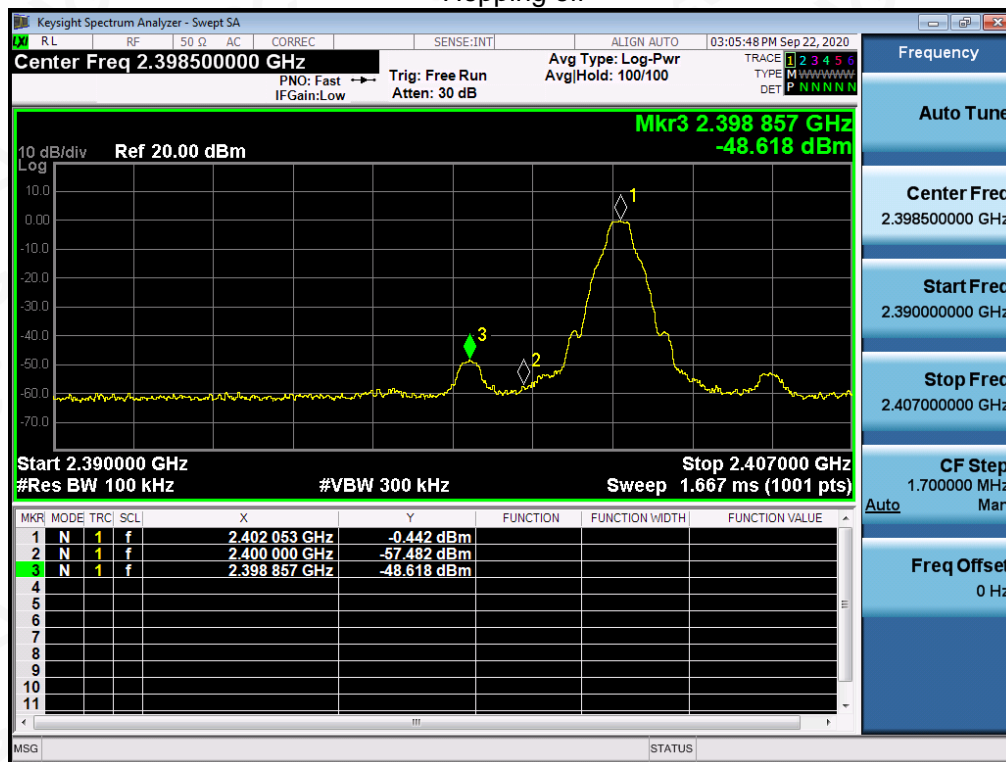 Keysight Spectrum Analyzer - Swept SA
LXI RL RF 50 Ω AC CORREC SENSE:INT ALIGN AUTO 03:05:48 PM Sep 22, 2020
Center Freq 2.398500000 GHz Avg Type: Log-Pwr TRACE 1 2 3 4 5 6
PNO: Fast Trig: Free Run Avg|Hold: 100/100 TYPE M WWWWW
IFGain:Low Atten: 30 dB DET P N N N N N
Frequency
Auto Tune
Mkr3 2.398 857 GHz
-48.618 dBm
10 dB/div Ref 20.00 dBm
Log
10.0
0.00
-10.0
-20.0
-30.0
-40.0
-50.0
-60.0
-70.0
1
2
3
Start 2.390000 GHz Stop 2.407000 GHz
#Res BW 100 kHz #VBW 300 kHz Sweep 1.667 ms (1001 pts)
Center Freq
2.398500000 GHz
Start Freq
2.390000000 GHz
Stop Freq
2.407000000 GHz
CF Step
1.700000 MHz
Auto Man
Freq Offset
0 Hz
MKR MODE TRC SCL X Y FUNCTION FUNCTION WIDTH FUNCTION VALUE
1 N 1 f 2.402 053 GHz -0.442 dBm
2 N 1 f 2.400 000 GHz -57.482 dBm
3 N 1 f 2.398 857 GHz -48.618 dBm
4
5
6
7
8
9
10
11
MSG STATUS